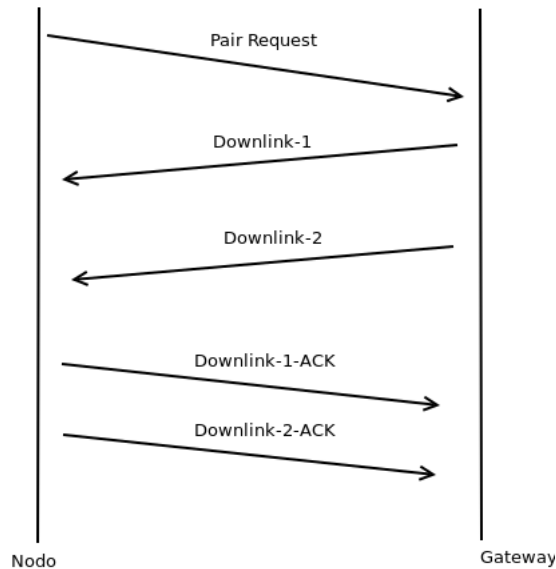 Pair Request
Downlink-1
Downlink-2
Downlink-1-ACK
Downlink-2-ACK
Nodo
Gateway